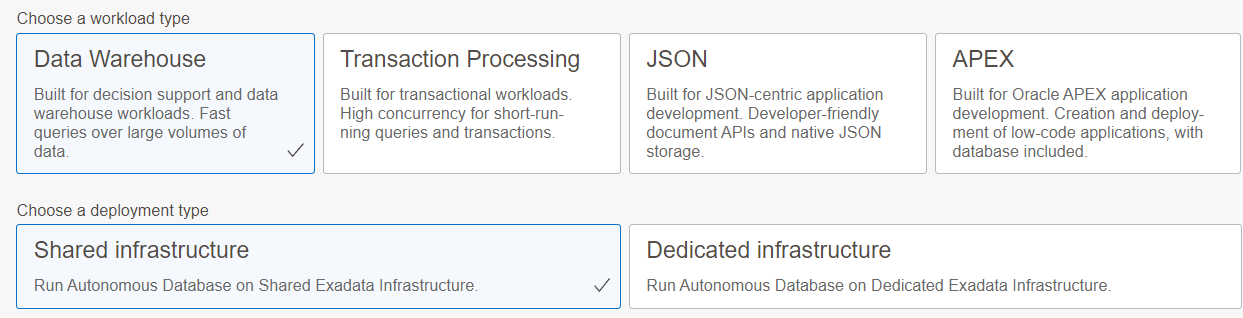 Choose a workload type
Data Warehouse
Built for decision support and data
warehouse workloads. Fast
queries over large volumes of
data.
Transaction Processing
Built for transactional workloads.
High concurrency for short-run-
ning queries and transactions.
JSON
Built for JSON-centric application
development. Developer-friendly
document APIs and native JSON
storage.
APEX
Built for Oracle APEX application
development. Creation and deploy-
ment of low-code applications, with
database included.
Choose a deployment type
Shared infrastructure
Run Autonomous Database on Shared Exadata Infrastructure.
Dedicated infrastructure
Run Autonomous Database on Dedicated Exadata Infrastructure.